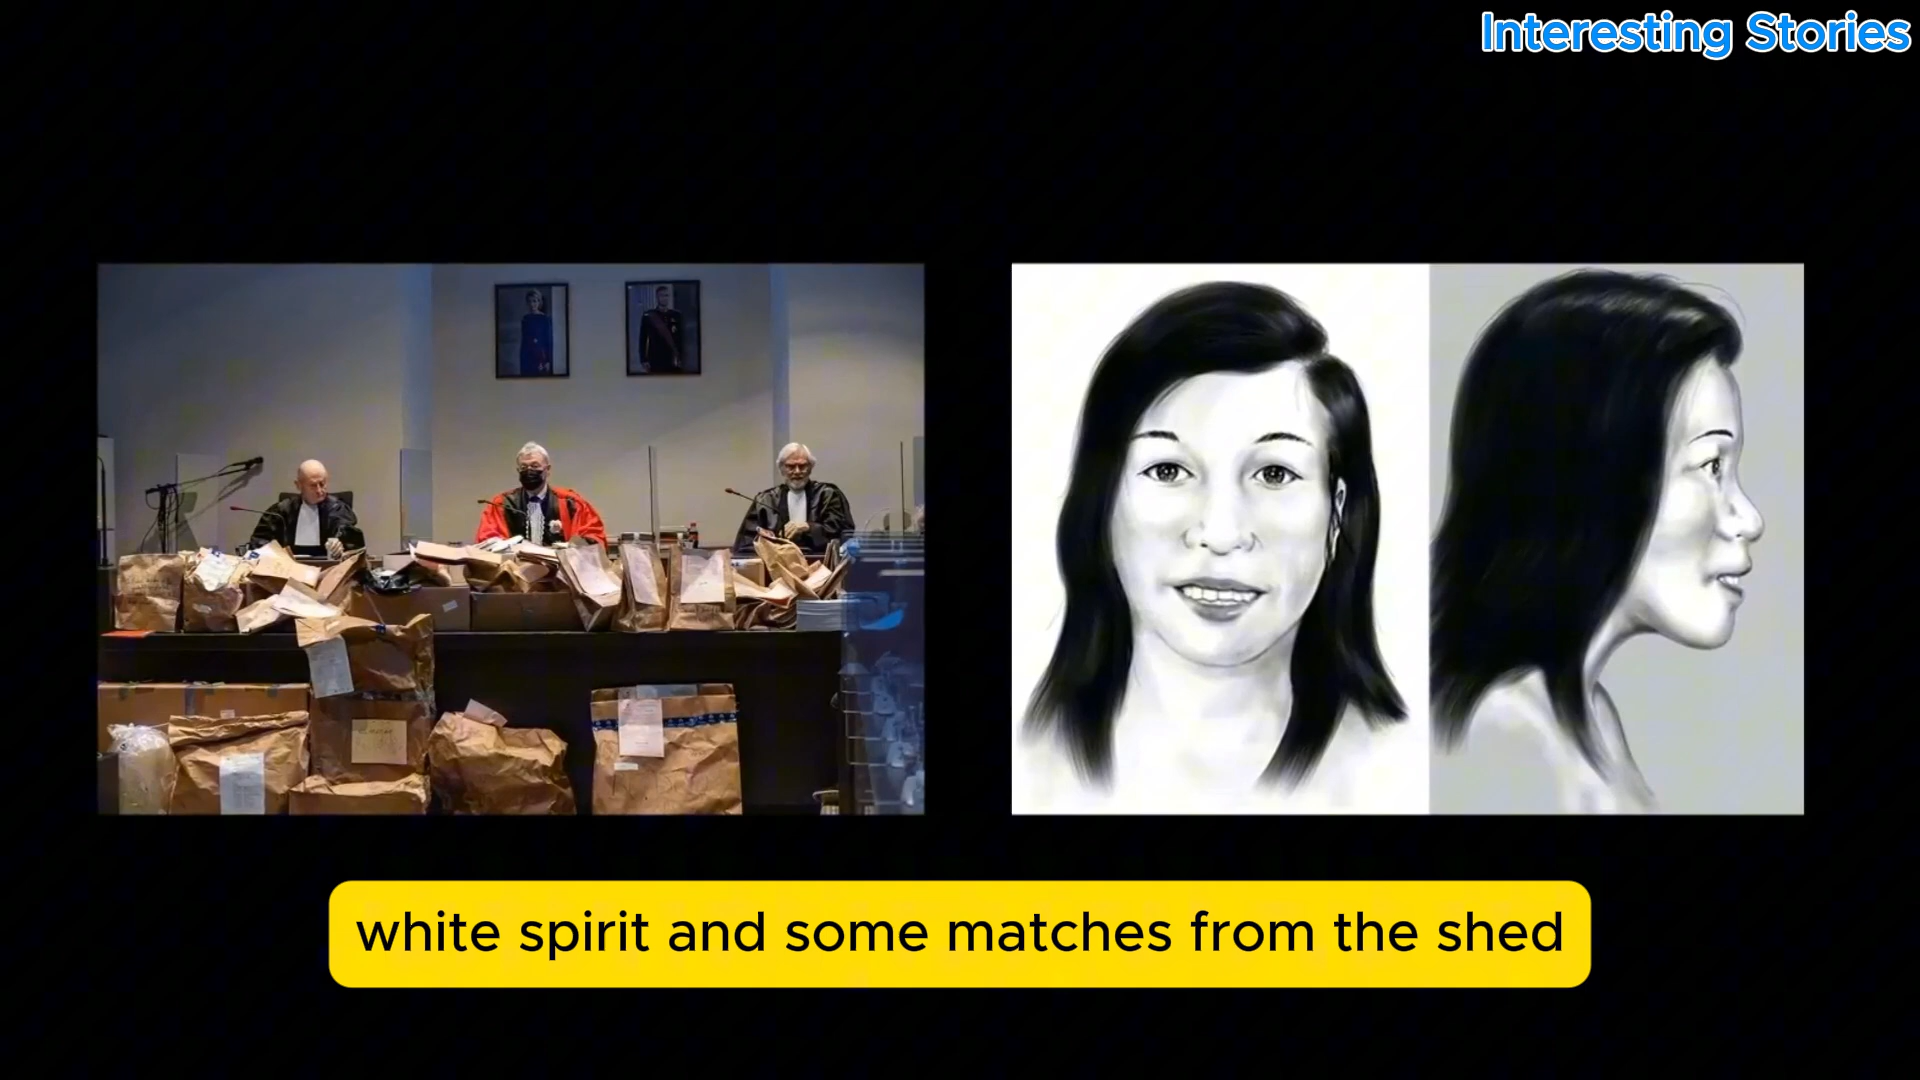 Interesting Stories
white spirit and some matches from the shed